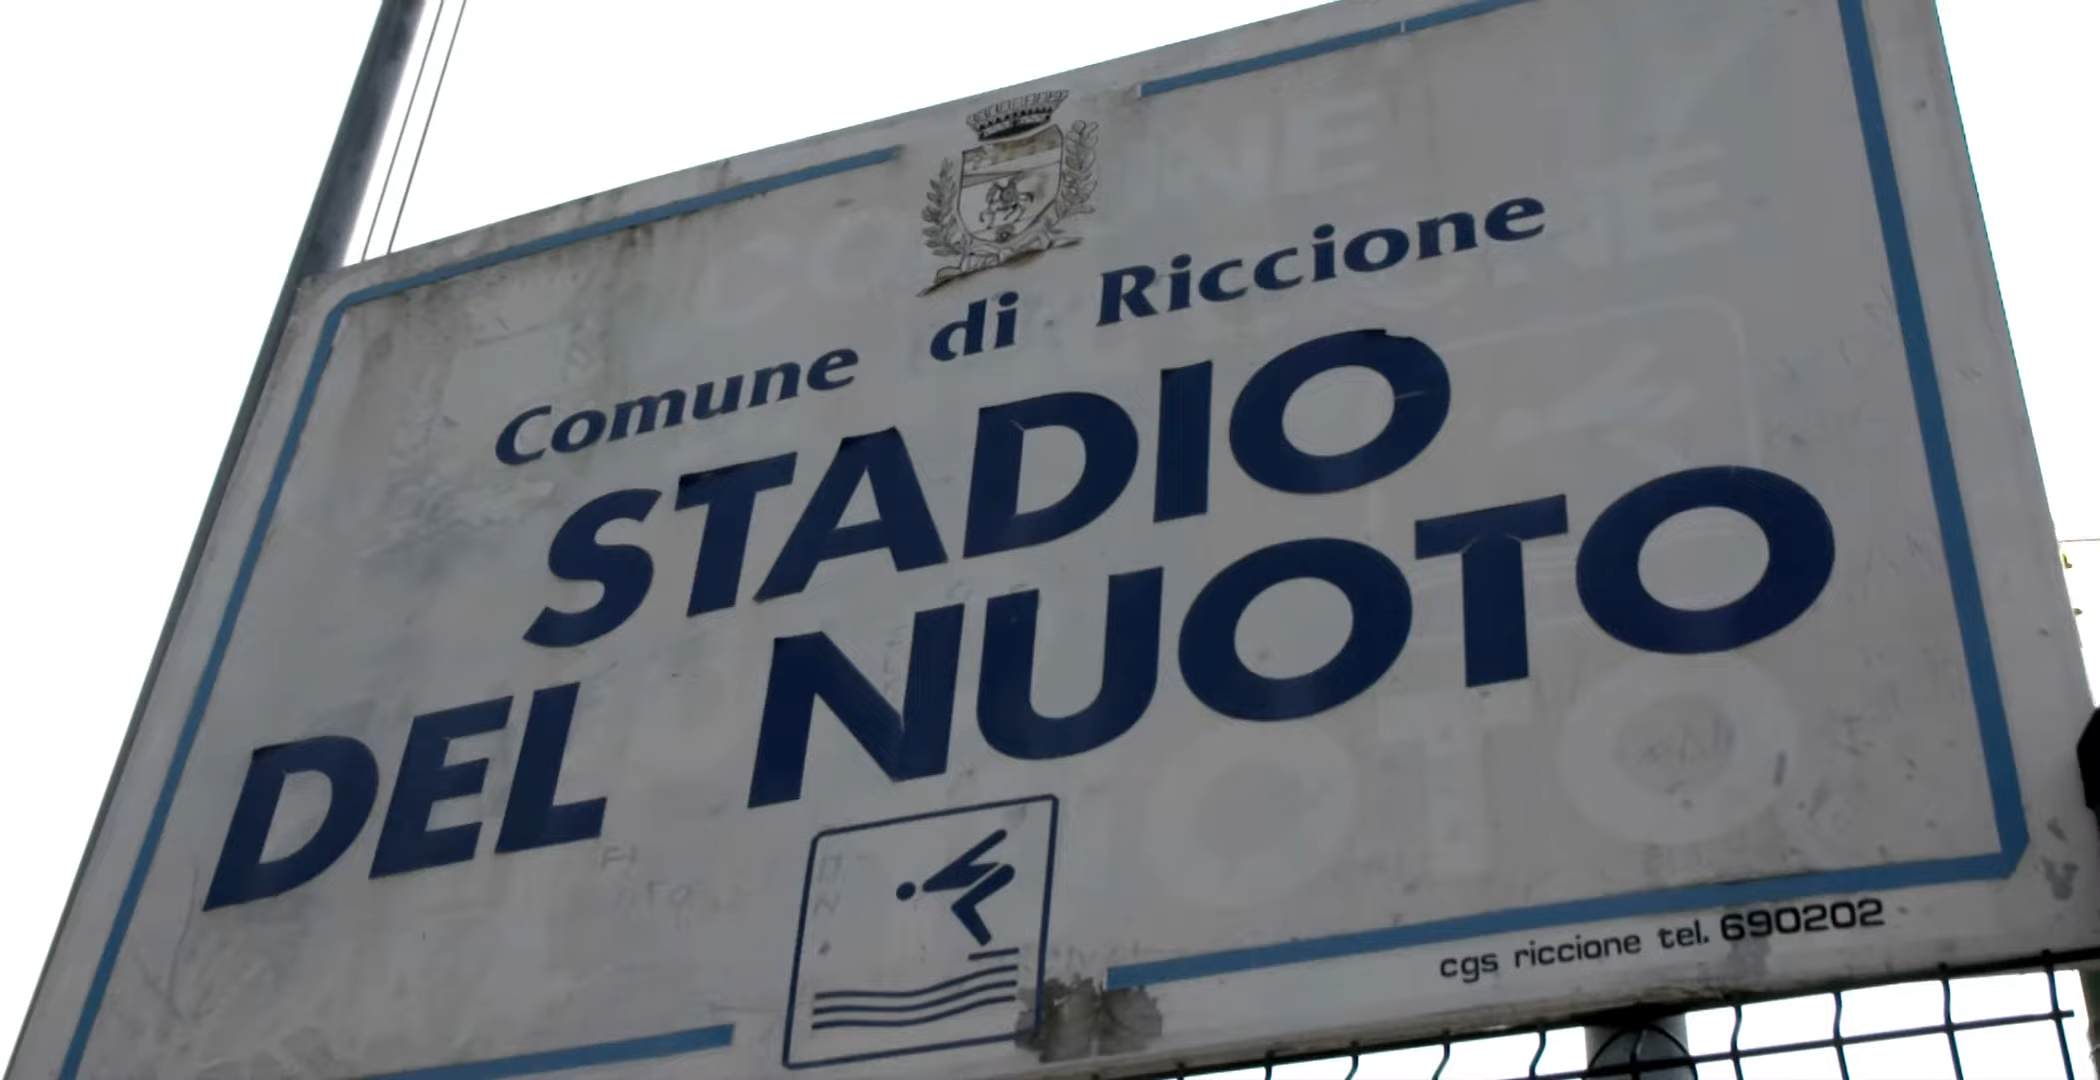 Comune di Riccione
STADIO
DEL NUOTO
cgs riccione tel. 690202